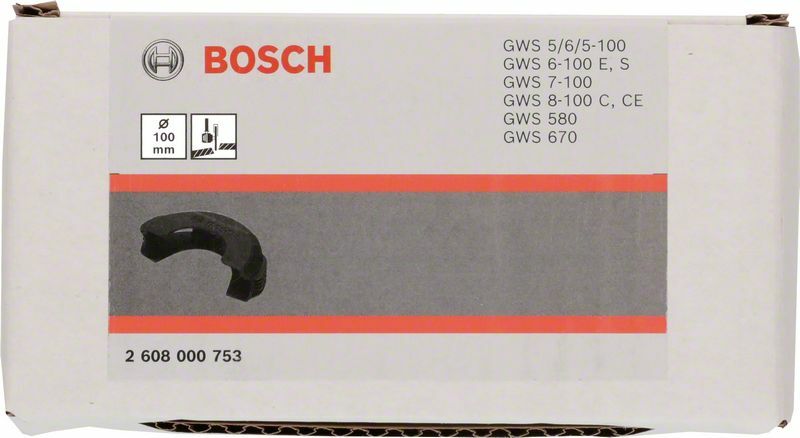 BOSCH
GWS 5/6/5-100
GWS 6-100 E, S
GWS 7-100
GWS 8-100 C, CE
GWS 580
GWS 670
Ø
100
mm
2 608 000 753